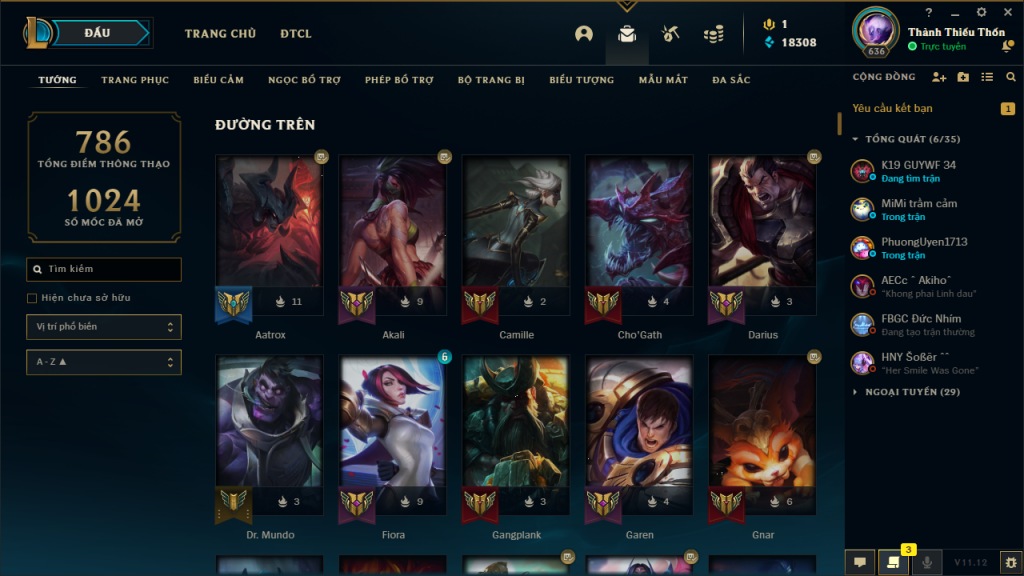 ĐẤU
TRANG CHỦ
ĐTCL
1
18308
636
?
Thành Thiếu Thốn
Trực tuyến
TƯỚNG
TRANG PHỤC
BIỂU CẢM
NGỌC BỔ TRỢ
PHÉP BỔ TRỢ
BỘ TRANG BỊ
BIỂU TƯỢNG
MẪU MẮT
ĐA SẮC
CỘNG ĐỒNG
786
TỔNG ĐIỂM THÔNG THẠO
1024
SỐ MỐC ĐÃ MỞ
Tìm kiếm
Hiện chưa sở hữu
Vị trí phổ biến
A - Z ▲
ĐƯỜNG TRÊN
11
9
2
4
3
Aatrox
Akali
Camille
Cho'Gath
Darius
6
3
9
3
4
6
Dr. Mundo
Fiora
Gangplank
Garen
Gnar
Yêu cầu kết bạn
1
TỔNG QUÁT (6/35)
K19 GUYWF 34
Đang tìm trận
MiMi trầm cảm
Trong trận
PhuongUyen1713
Trong trận
AECc ˆ Akihoˆ
"Khong phai Linh dau"
FBGC Đức Nhím
Đang tạo trận thường
HNY Šoßěr ˆˆ
"Her Smile Was Gone"
NGOẠI TUYẾN (29)
3
V11.12